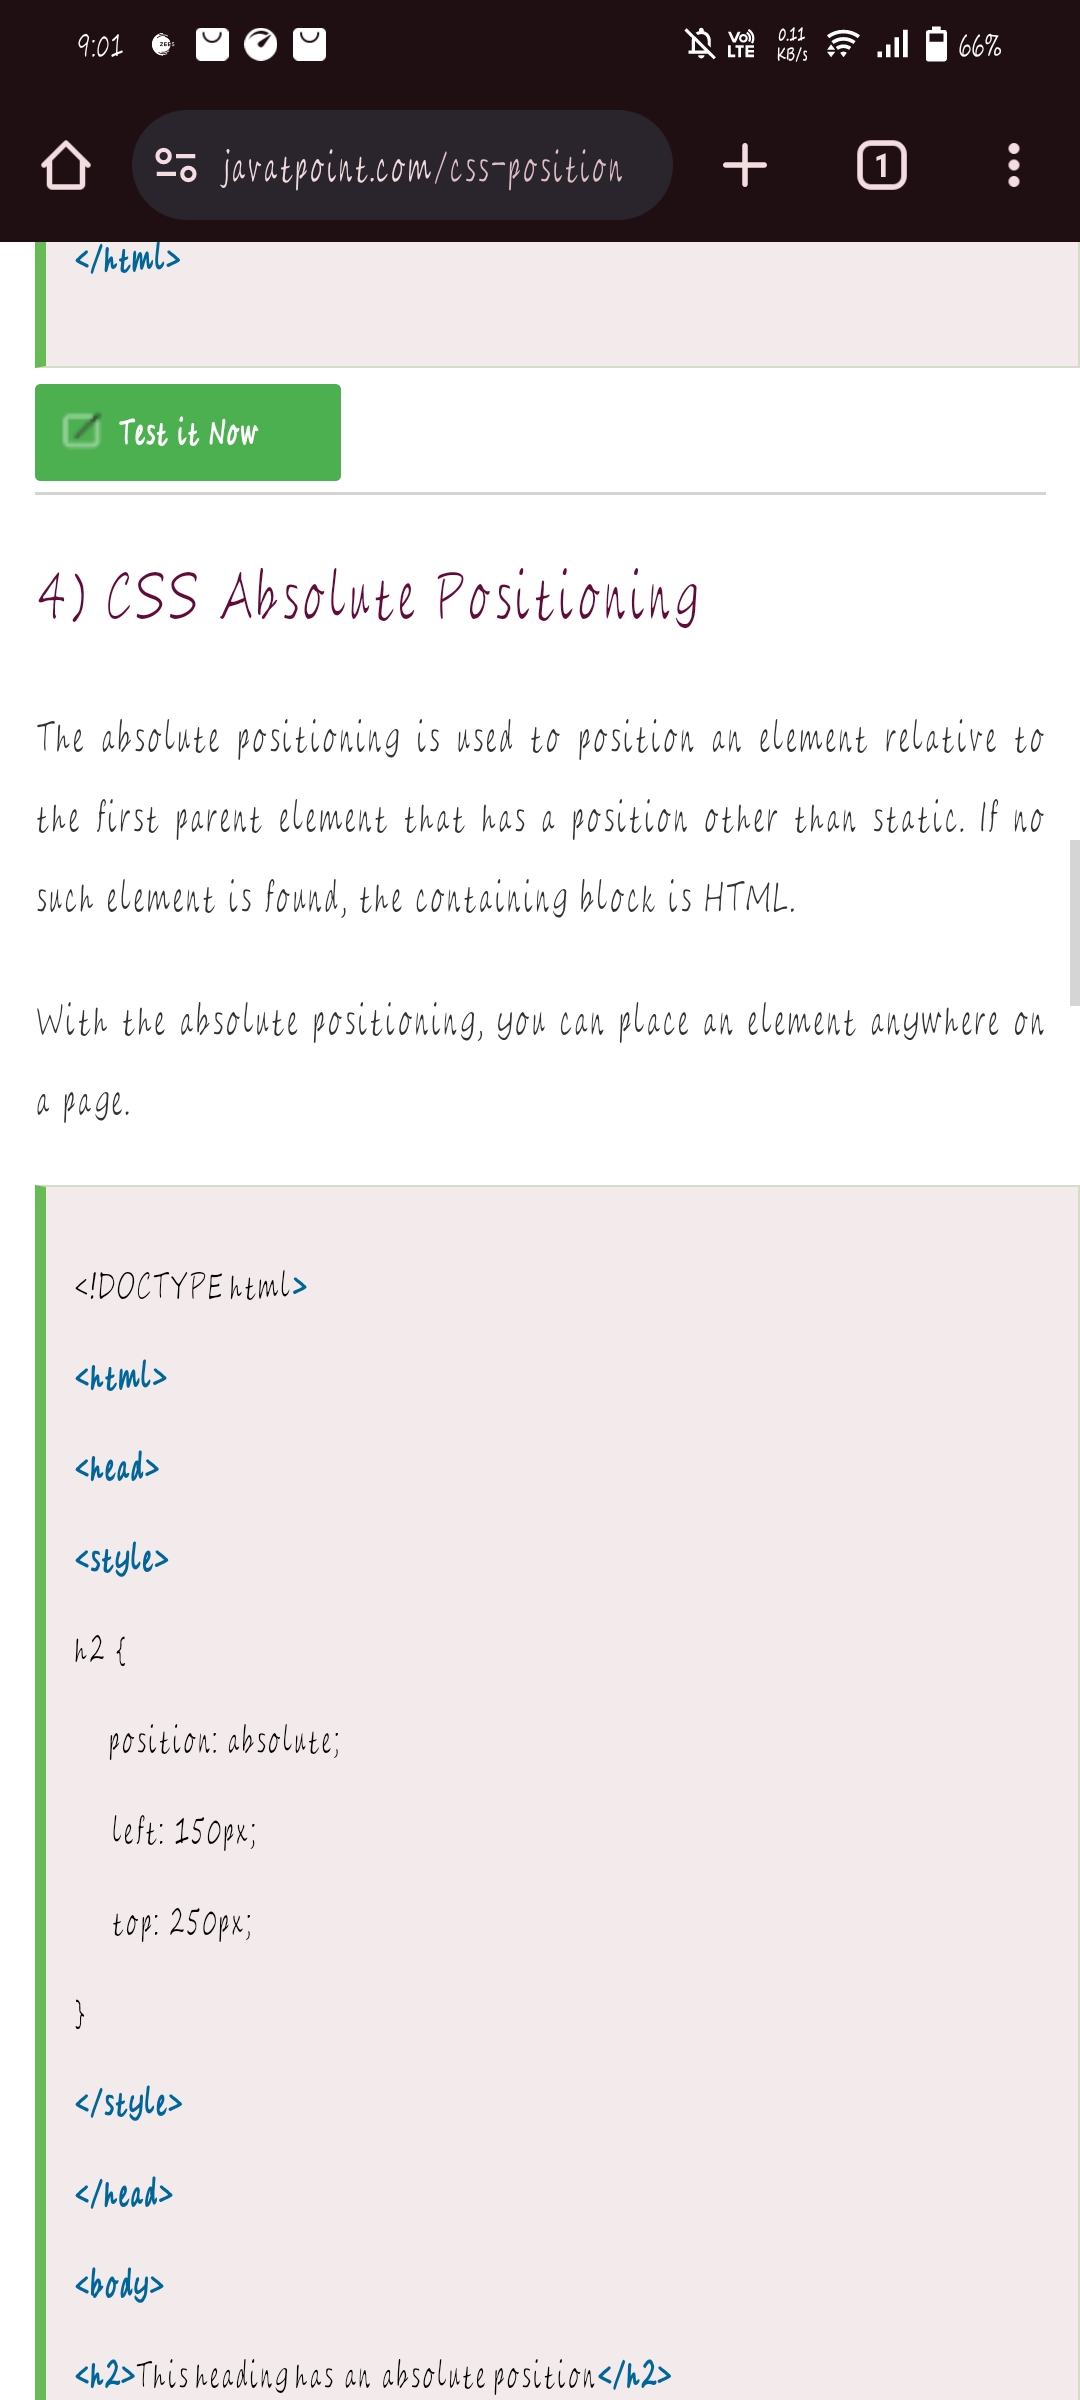 9:01
Vo)) LTE
0.11 KB/s
66%
javatpoint.com/css-position
1
</html>
Test it Now
4) CSS Absolute Positioning
The absolute positioning is used to position an element relative to
the first parent element that has a position other than static. If no
such element is found, the containing block is HTML.
With the absolute positioning, you can place an element anywhere on
a page.
<!DOCTYPE html>
<html>
<head>
<style>
h2 {
position: absolute;
left: 150px;
top: 250px;
}
</style>
</head>
<body>
<h2>This heading has an absolute position</h2>